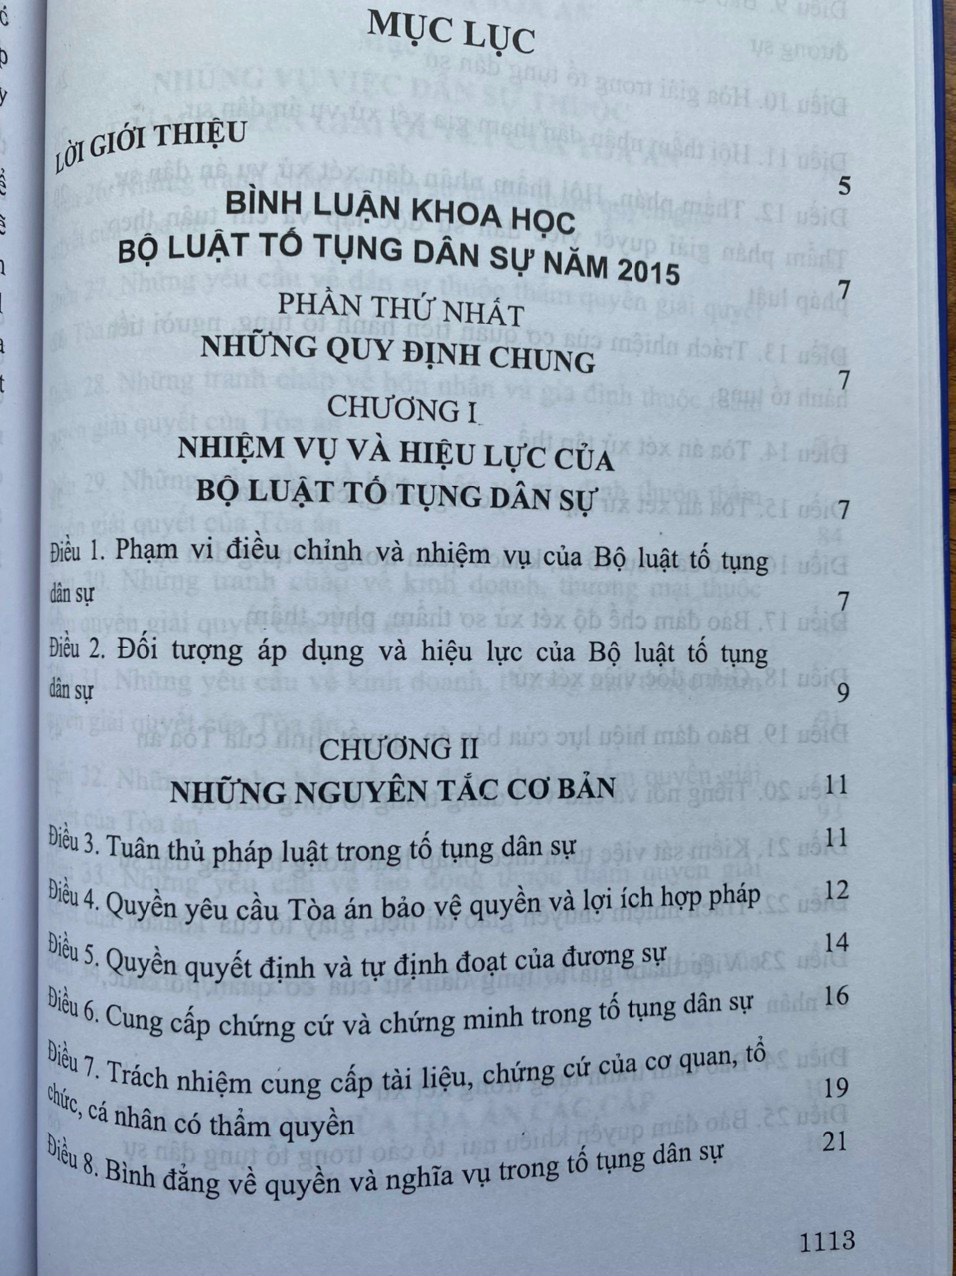 MỤC LỤC
LỜI GIỚI THIỆU 5
BÌNH LUẬN KHOA HỌC
BỘ LUẬT TỐ TỤNG DÂN SỰ NĂM 2015 7
PHẦN THỨ NHẤT
NHỮNG QUY ĐỊNH CHUNG 7
CHƯƠNG I
NHIỆM VỤ VÀ HIỆU LỰC CỦA
BỘ LUẬT TỐ TỤNG DÂN SỰ 7
Điều 1. Phạm vi điều chỉnh và nhiệm vụ của Bộ luật tố tụng
dân sự 7
Điều 2. Đối tượng áp dụng và hiệu lực của Bộ luật tố tụng
dân sự 9
CHƯƠNG II
NHỮNG NGUYÊN TẮC CƠ BẢN 11
Điều 3. Tuân thủ pháp luật trong tố tụng dân sự 11
Điều 4. Quyền yêu cầu Tòa án bảo vệ quyền và lợi ích hợp pháp 12
Điều 5. Quyền quyết định và tự định đoạt của đương sự 14
Điều 6. Cung cấp chứng cứ và chứng minh trong tố tụng dân sự 16
Điều 7. Trách nhiệm cung cấp tài liệu, chứng cứ của cơ quan, tổ
chức, cá nhân có thẩm quyền 19
Điều 8. Bình đẳng về quyền và nghĩa vụ trong tố tụng dân sự 21
1113